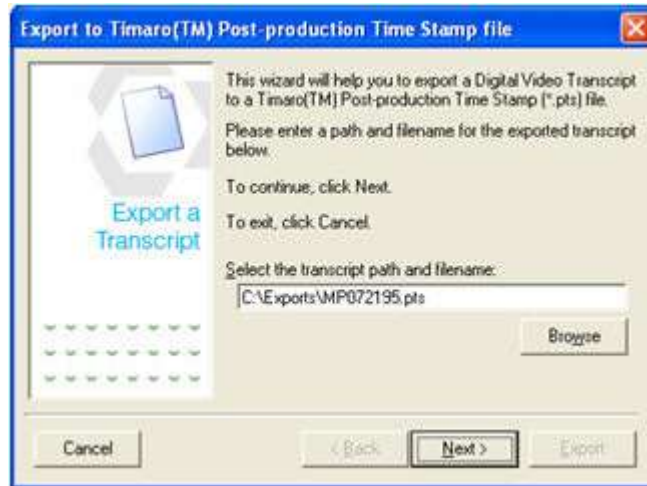 Export to Timaro(TM) Post-production Time Stamp file
This wizard will help you to export a Digital Video Transcript
to a Timaro(TM) Post-production Time Stamp (*.pts) file.
Please enter a path and filename for the exported transcript
below.
To continue, click Next.
To exit, click Cancel.
Export a
Transcript
Select the transcript path and filename:
C:\Exports\MP072195.pts
Browse
Cancel
< Back
Next >
Export